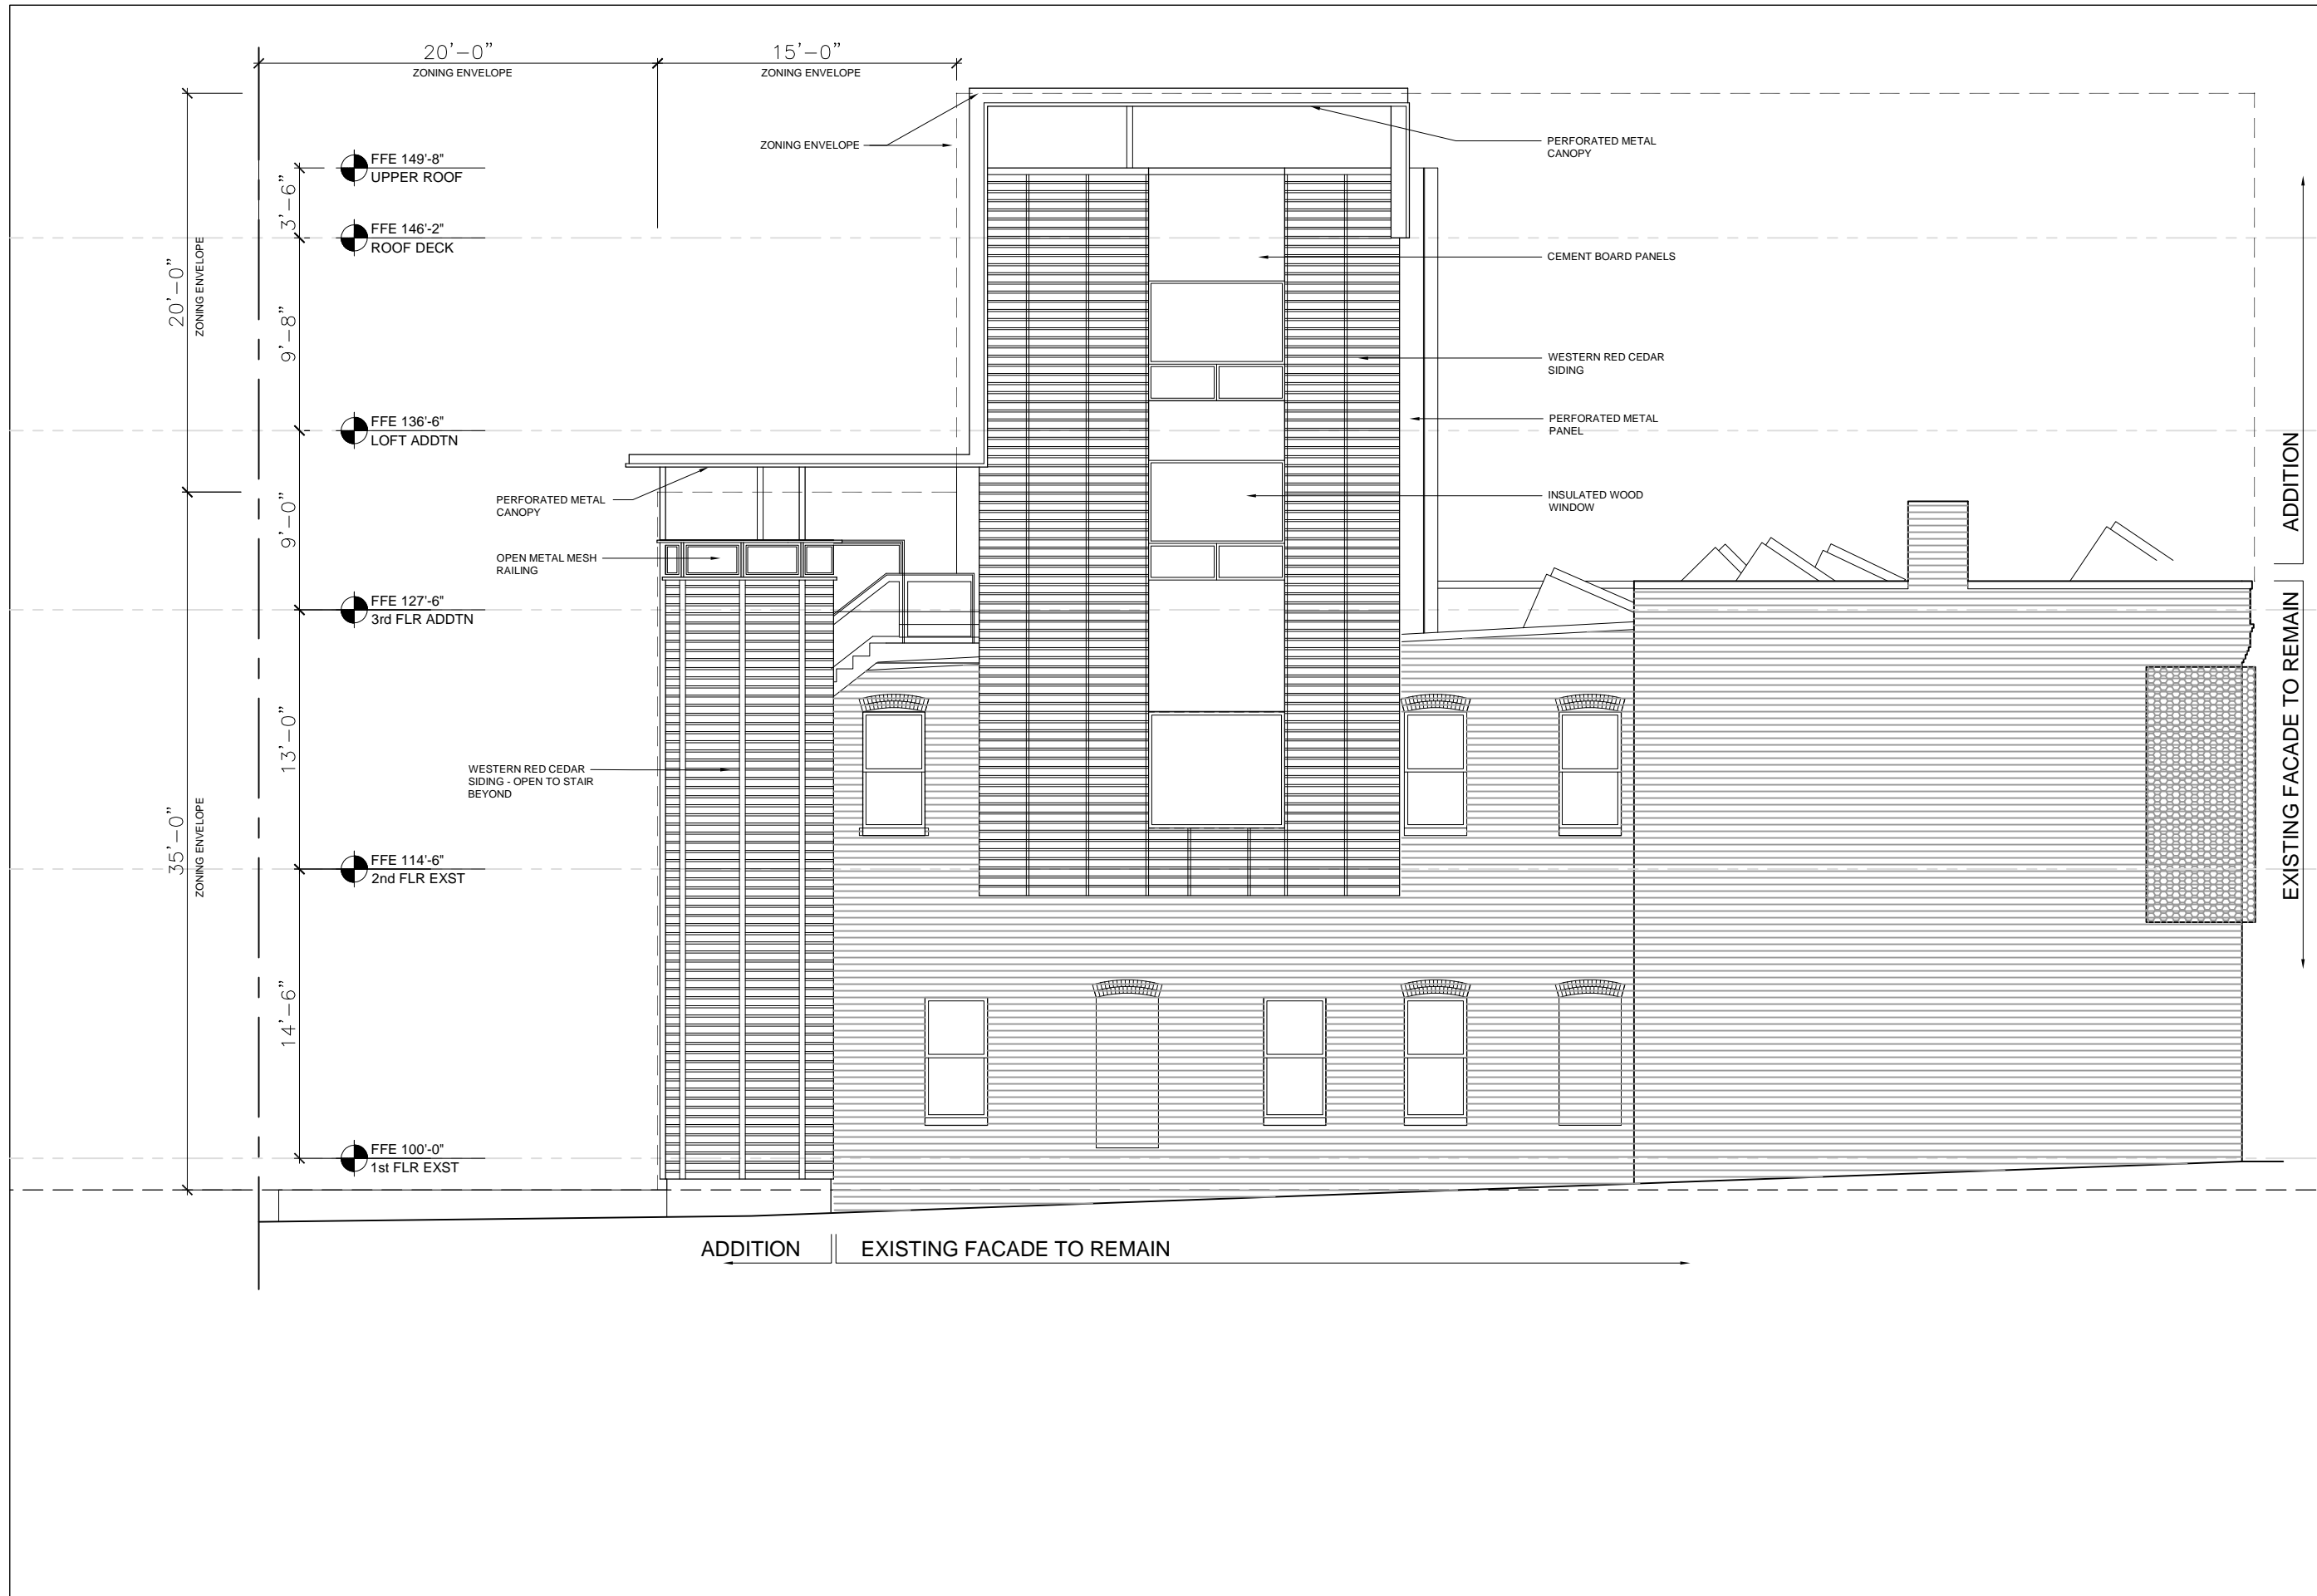 20'-0"
ZONING ENVELOPE
15'-0"
ZONING ENVELOPE
ZONING ENVELOPE
PERFORATED METAL
CANOPY
FFE 149'-8"
UPPER ROOF
3'-6"
FFE 146'-2"
ROOF DECK
20'-0"
ZONING ENVELOPE
CEMENT BOARD PANELS
9'-8"
WESTERN RED CEDAR
SIDING
FFE 136'-6"
LOFT ADDTN
PERFORATED METAL
PANEL
ADDITION
PERFORATED METAL
CANOPY
INSULATED WOOD
WINDOW
9'-0"
OPEN METAL MESH
RAILING
FFE 127'-6"
3rd FLR ADDTN
EXISTING FACADE TO REMAIN
13'-0"
WESTERN RED CEDAR
SIDING - OPEN TO STAIR
BEYOND
35'-0"
ZONING ENVELOPE
FFE 114'-6"
2nd FLR EXST
14'-6"
FFE 100'-0"
1st FLR EXST
ADDITION
EXISTING FACADE TO REMAIN